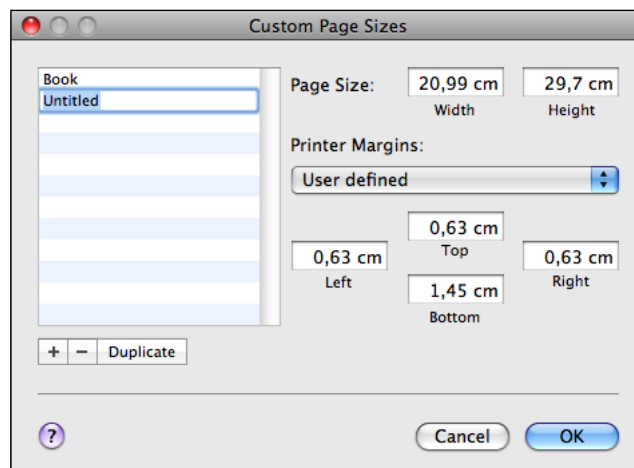 Custom Page Sizes
Book
Untitled
Page Size:
20,99 cm
29,7 cm
Width
Height
Printer Margins:
User defined
0,63 cm
Top
0,63 cm
Left
0,63 cm
Right
1,45 cm
Bottom
+ − Duplicate
?
Cancel
OK